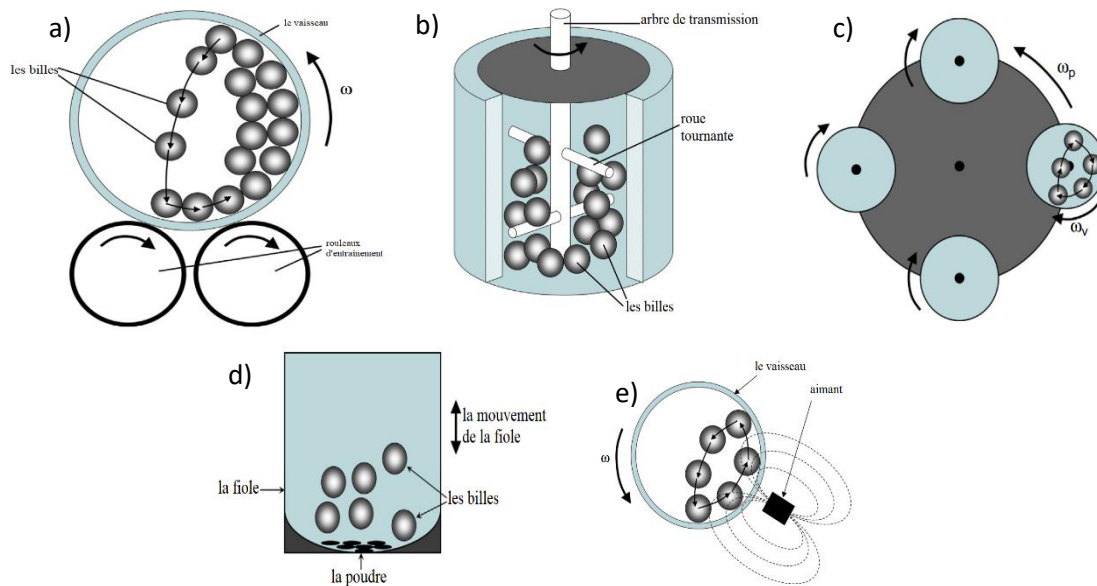 a)
le vaisseau
les billes
ω
rouleaux
d'entraînement
b)
arbre de transmission
roue
tournante
les billes
c)
ωp
ωv
d)
la mouvement
de la fiole
la fiole
les billes
la poudre
e)
le vaisseau
aimant
ω